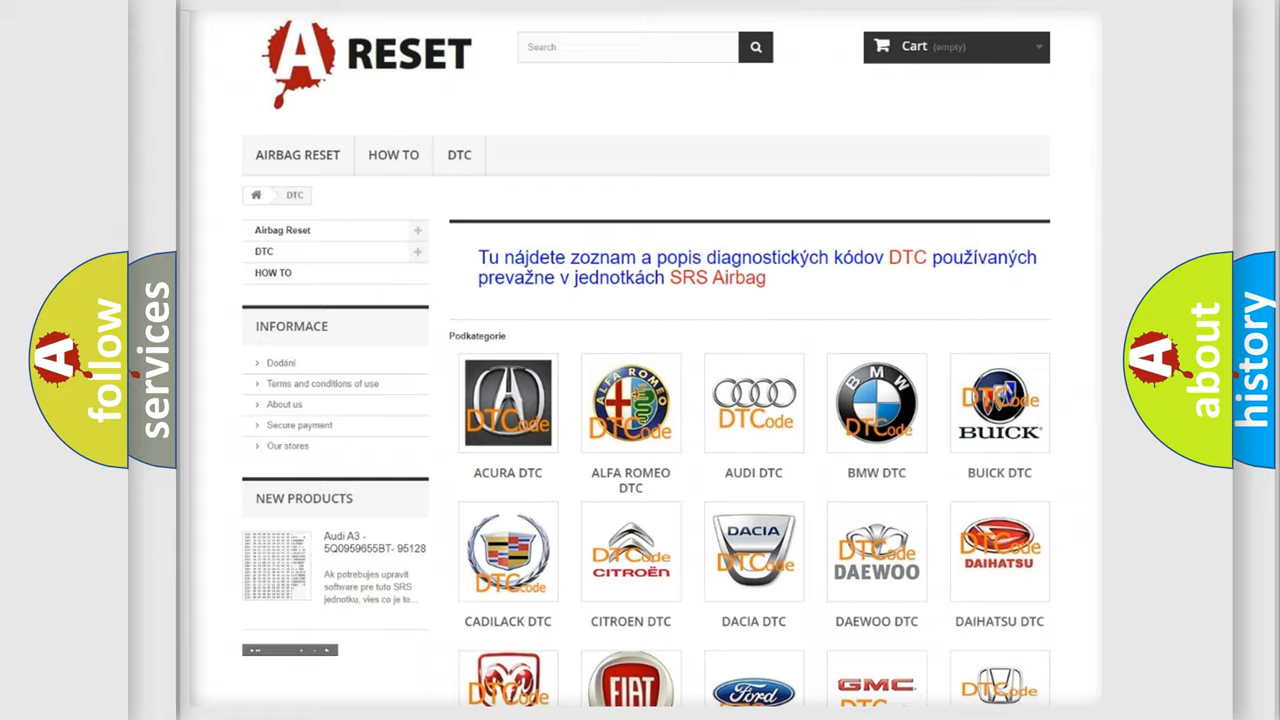 A RESET
Search
Cart (empty)
AIRBAG RESET
HOW TO
DTC
DTC
Airbag Reset
DTC
HOW TO
INFORMACE
Dodání
Terms and conditions of use
About us
Secure payment
Our stores
NEW PRODUCTS
Audi A3 -
5Q0959655BT- 95128
Ak potrebujes upravit
software pre tuto SRS
jednotku, vies co je to...
Tu nájdete zoznam a popis diagnostických kódov DTC používaných
prevažne v jednotkách SRS Airbag
Podkategorie
DTCode
ALFA ROMEO
DTCode
DTCode
BMW
DTCode
DTCode
BUICK
ACURA DTC
ALFA ROMEO
DTC
AUDI DTC
BMW DTC
BUICK DTC
DTCode
DTCode
CITROËN
DACIA
DTCode
DTCode
DAEWOO
DTCode
DAIHATSU
CADILACK DTC
CITROEN DTC
DACIA DTC
DAEWOO DTC
DAIHATSU DTC
DTCode
FIAT
Ford
GMC
DTCode
A follow
services
A about
history